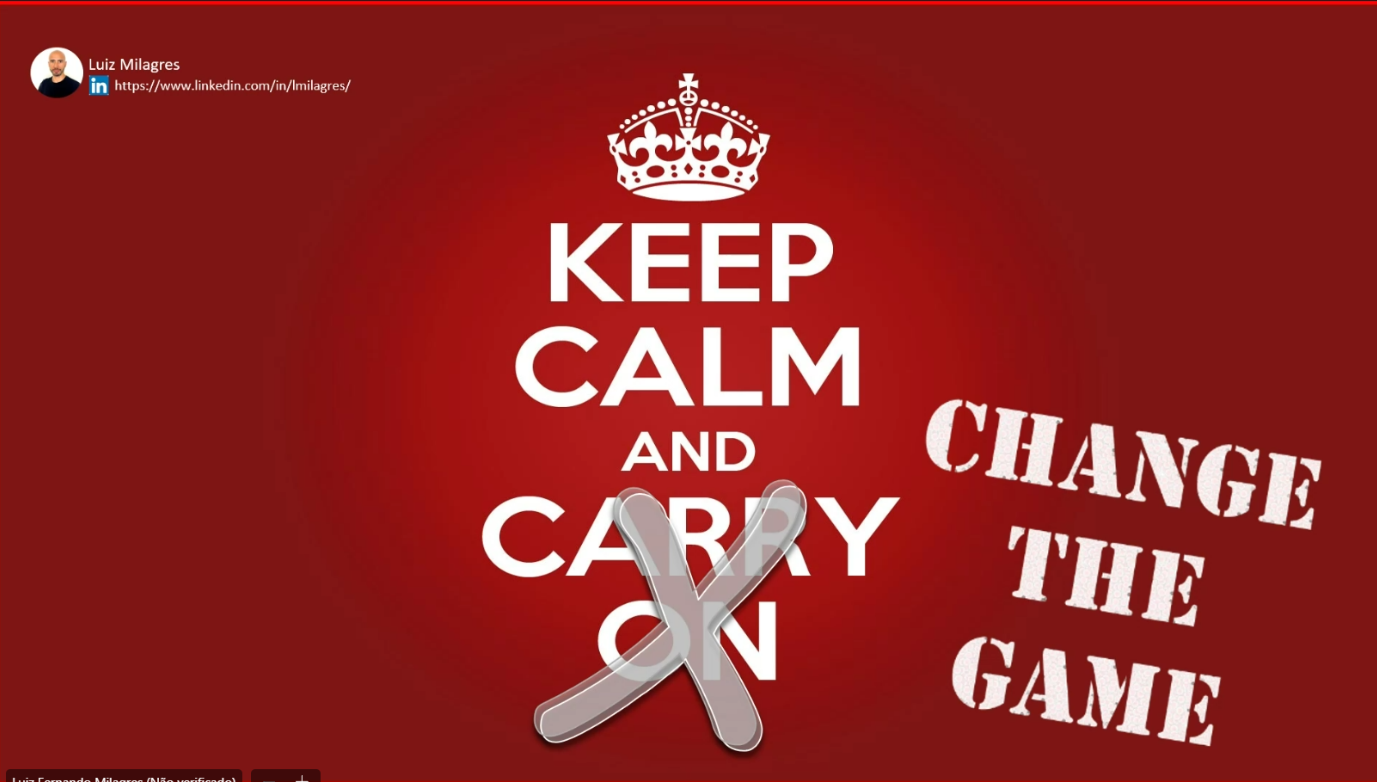 Luiz Milagres
in https://www.linkedin.com/in/lmilagres/
KEEP
CALM
AND
CARRY
ON
CHANGE
THE
GAME
Luiz Fernando Milagres (Não verificado)